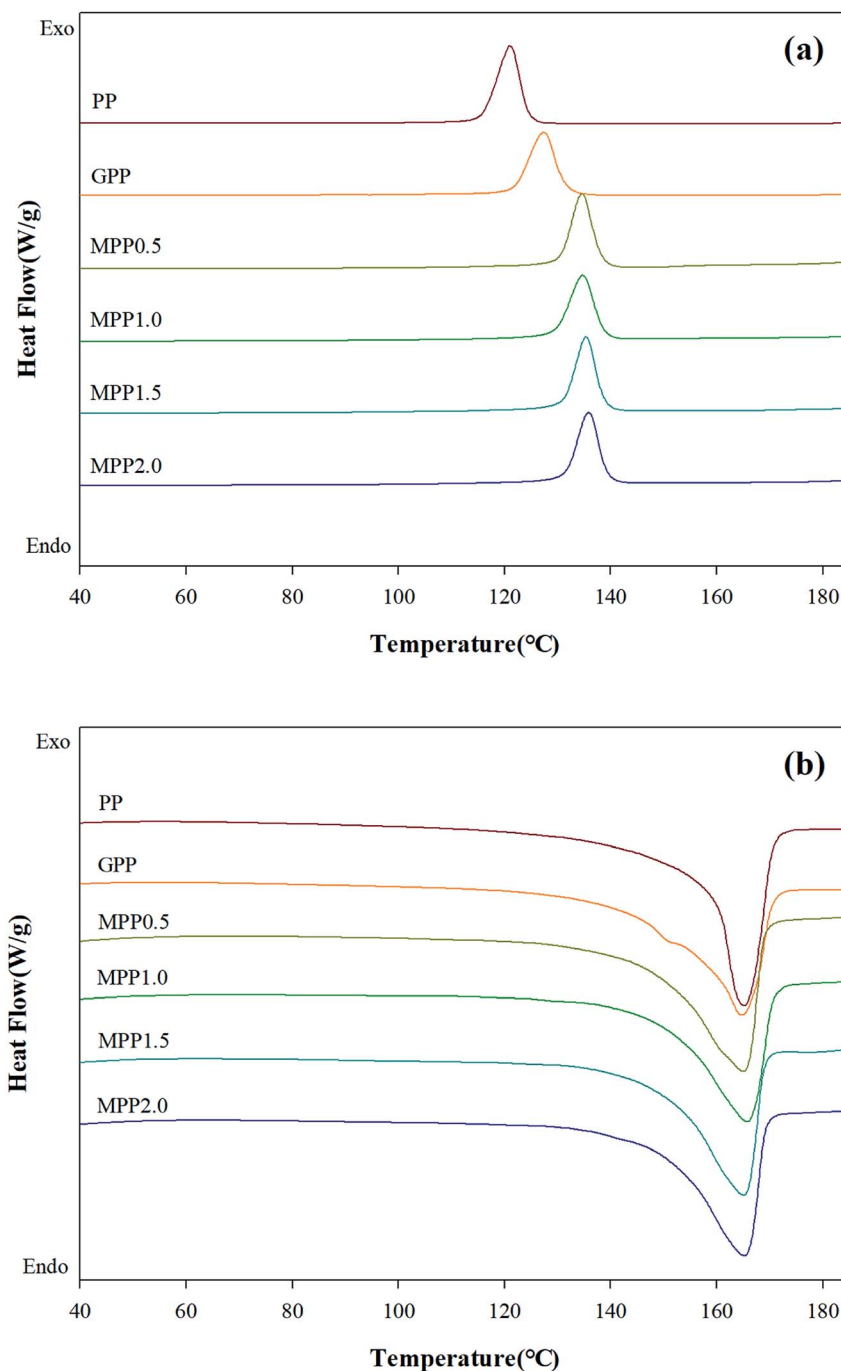 Exo
(a)
PP
GPP
MPP0.5
MPP1.0
MPP1.5
MPP2.0
Endo
Heat Flow(W/g)
40 60 80 100 120 140 160 180
Temperature(℃)
Exo
(b)
PP
GPP
MPP0.5
MPP1.0
MPP1.5
MPP2.0
Endo
Heat Flow(W/g)
40 60 80 100 120 140 160 180
Temperature(℃)